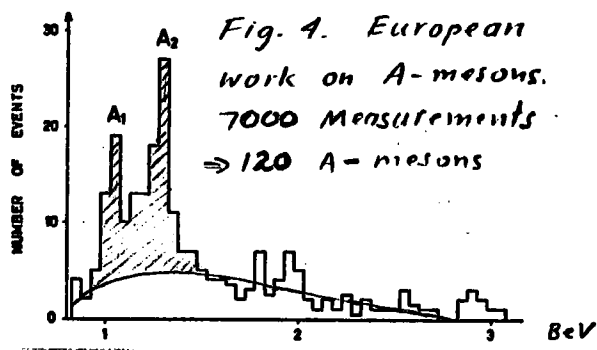 Fig. 4. European
work on A-mesons.
7000 Measurements
⇒ 120 A-mesons
A₁
A₂
NUMBER OF EVENTS
30
20
10
0
1
2
3
BeV